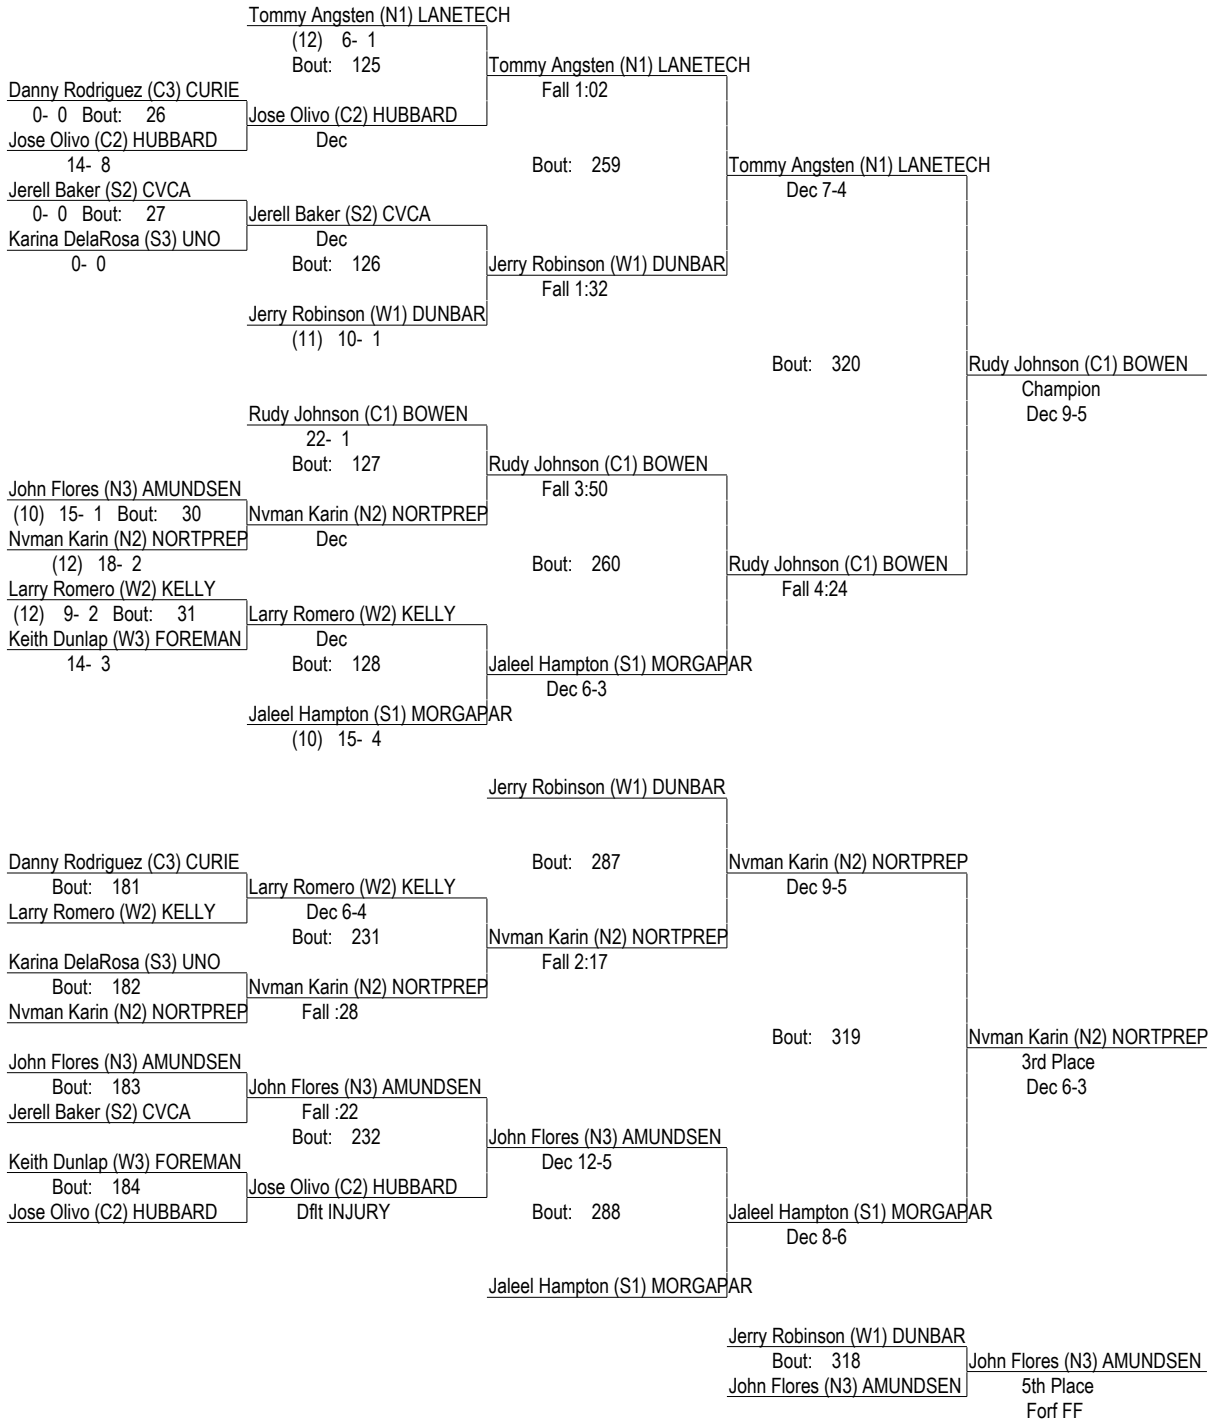 Tommy Angsten (N1) LANETECH
(12) 6- 1
Bout: 125
Tommy Angsten (N1) LANETECH
Fall 1:02
Danny Rodriguez (C3) CURIE
0- 0 Bout: 26
Jose Olivo (C2) HUBBARD
Dec
Jose Olivo (C2) HUBBARD
14- 8
Bout: 259
Tommy Angsten (N1) LANETECH
Dec 7-4
Jerell Baker (S2) CVCA
0- 0 Bout: 27
Jerell Baker (S2) CVCA
Dec
Karina DelaRosa (S3) UNO
0- 0
Bout: 126
Jerry Robinson (W1) DUNBAR
Fall 1:32
Jerry Robinson (W1) DUNBAR
(11) 10- 1
Bout: 320
Rudy Johnson (C1) BOWEN
Champion
Dec 9-5
Rudy Johnson (C1) BOWEN
22- 1
Bout: 127
Rudy Johnson (C1) BOWEN
Fall 3:50
John Flores (N3) AMUNDSEN
(10) 15- 1 Bout: 30
Nvman Karin (N2) NORTPREP
Dec
Nvman Karin (N2) NORTPREP
(12) 18- 2
Bout: 260
Rudy Johnson (C1) BOWEN
Fall 4:24
Larry Romero (W2) KELLY
(12) 9- 2 Bout: 31
Larry Romero (W2) KELLY
Dec
Keith Dunlap (W3) FOREMAN
14- 3
Bout: 128
Jaleel Hampton (S1) MORGAPAR
Dec 6-3
Jaleel Hampton (S1) MORGAPAR
(10) 15- 4
Jerry Robinson (W1) DUNBAR
Bout: 287
Nvman Karin (N2) NORTPREP
Dec 9-5
Danny Rodriguez (C3) CURIE
Bout: 181
Larry Romero (W2) KELLY
Dec 6-4
Larry Romero (W2) KELLY
Bout: 231
Nvman Karin (N2) NORTPREP
Fall 2:17
Karina DelaRosa (S3) UNO
Bout: 182
Nvman Karin (N2) NORTPREP
Fall :28
Nvman Karin (N2) NORTPREP
Bout: 319
Nvman Karin (N2) NORTPREP
3rd Place
Dec 6-3
John Flores (N3) AMUNDSEN
Bout: 183
John Flores (N3) AMUNDSEN
Fall :22
Jerell Baker (S2) CVCA
Bout: 232
John Flores (N3) AMUNDSEN
Dec 12-5
Keith Dunlap (W3) FOREMAN
Bout: 184
Jose Olivo (C2) HUBBARD
Dflt INJURY
Jose Olivo (C2) HUBBARD
Bout: 288
Jaleel Hampton (S1) MORGAPAR
Dec 8-6
Jaleel Hampton (S1) MORGAPAR
Jerry Robinson (W1) DUNBAR
Bout: 318
John Flores (N3) AMUNDSEN
John Flores (N3) AMUNDSEN
5th Place
Forf FF